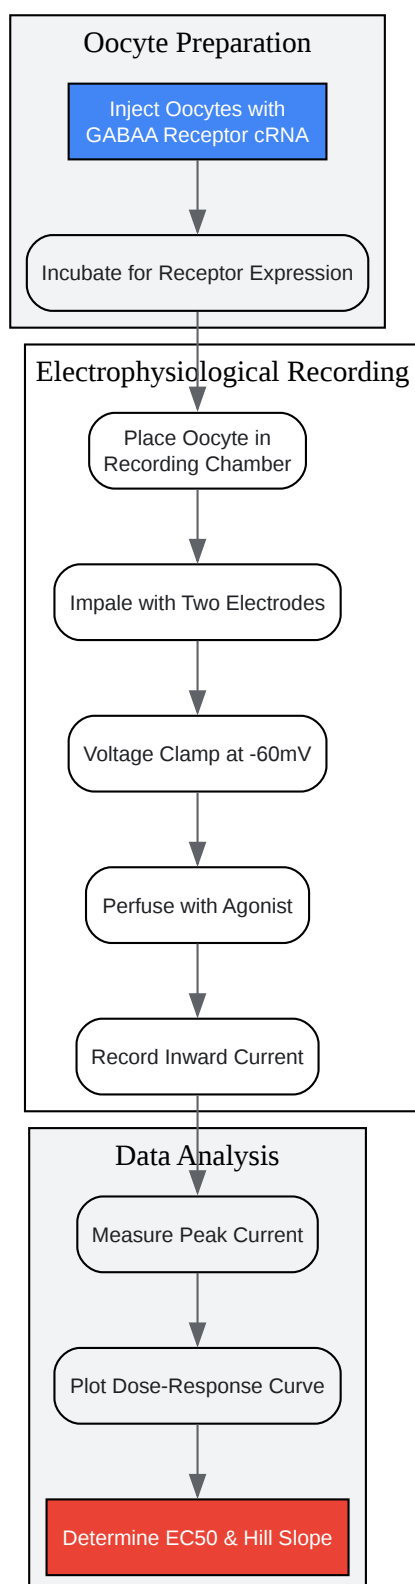 Oocyte Preparation
Inject Oocytes with
GABAA Receptor cRNA
Incubate for Receptor Expression
Electrophysiological Recording
Place Oocyte in
Recording Chamber
Impale with Two Electrodes
Voltage Clamp at -60mV
Perfuse with Agonist
Record Inward Current
Data Analysis
Measure Peak Current
Plot Dose-Response Curve
Determine EC50 & Hill Slope